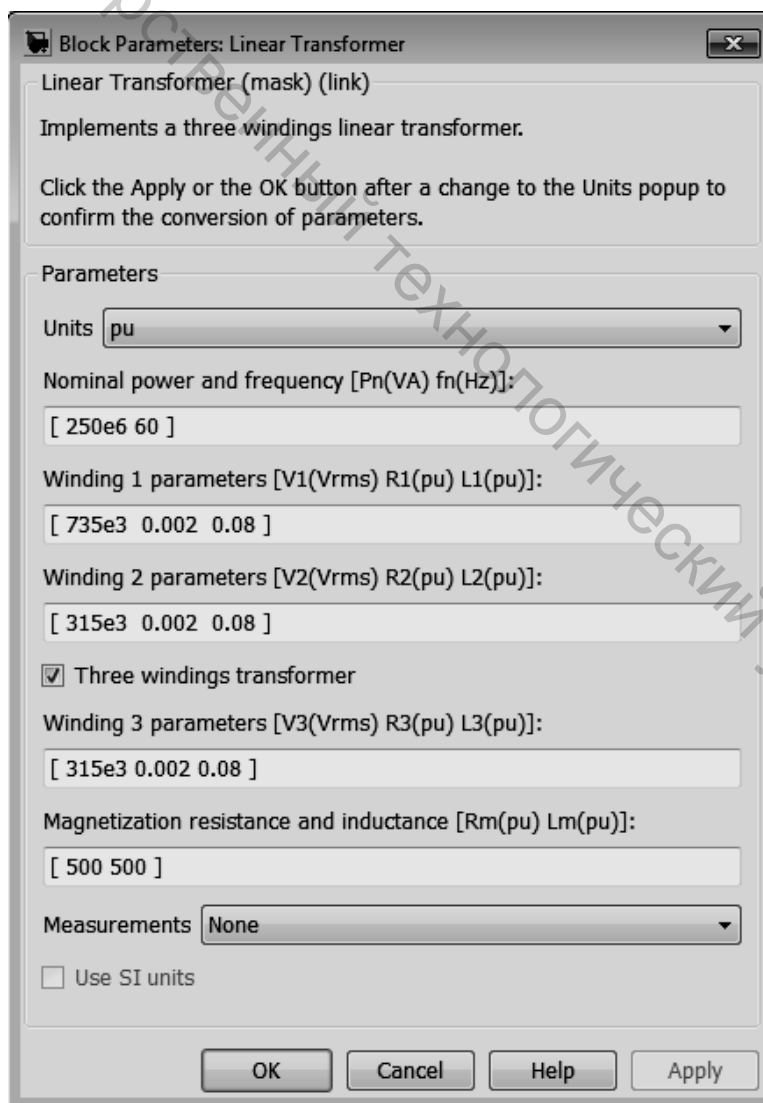 Block Parameters: Linear Transformer
Linear Transformer (mask) (link)
Implements a three windings linear transformer.
Click the Apply or the OK button after a change to the Units popup to
confirm the conversion of parameters.
Parameters
Units pu
Nominal power and frequency [Pn(VA) fn(Hz)]:
[ 250e6 60 ]
Winding 1 parameters [V1(Vrms) R1(pu) L1(pu)]:
[ 735e3 0.002 0.08 ]
Winding 2 parameters [V2(Vrms) R2(pu) L2(pu)]:
[ 315e3 0.002 0.08 ]
Three windings transformer
Winding 3 parameters [V3(Vrms) R3(pu) L3(pu)]:
[ 315e3 0.002 0.08 ]
Magnetization resistance and inductance [Rm(pu) Lm(pu)]:
[ 500 500 ]
Measurements None
Use SI units
OK Cancel Help Apply
технологический